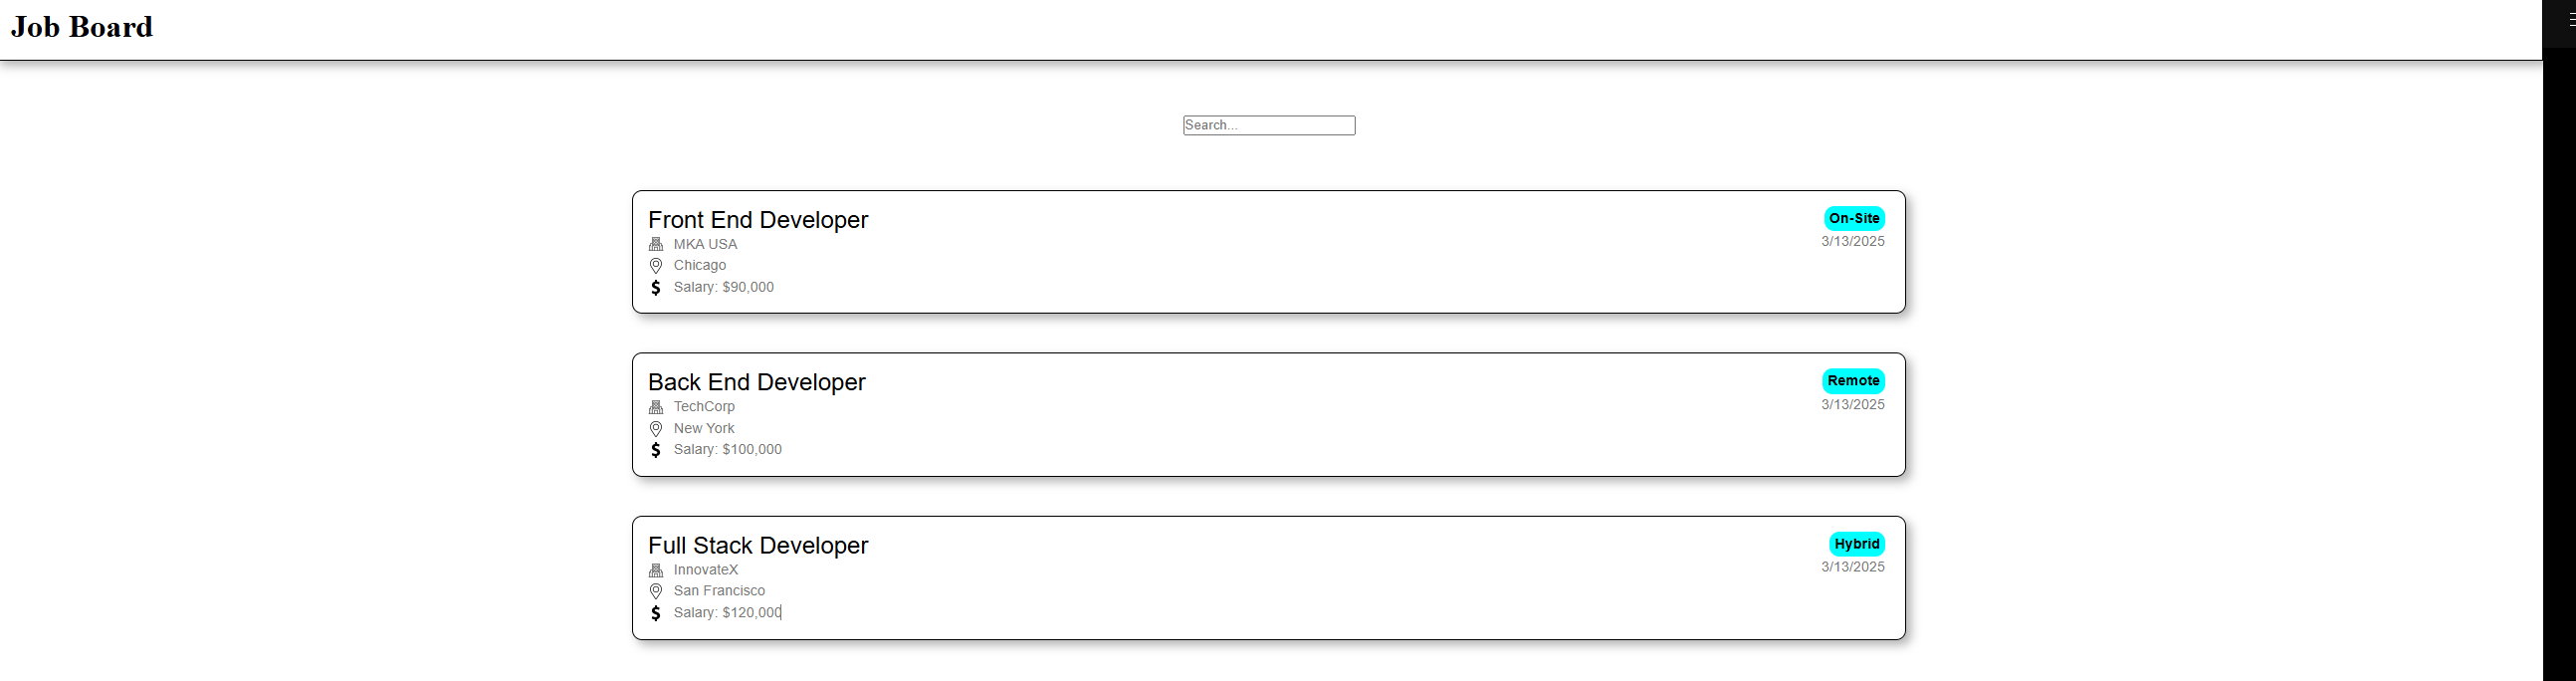 Job Board
Search...
Front End Developer
On-Site
MKA USA
3/13/2025
Chicago
$ Salary: $90,000
Back End Developer
Remote
TechCorp
3/13/2025
New York
$ Salary: $100,000
Full Stack Developer
Hybrid
InnovateX
3/13/2025
San Francisco
$ Salary: $120,000